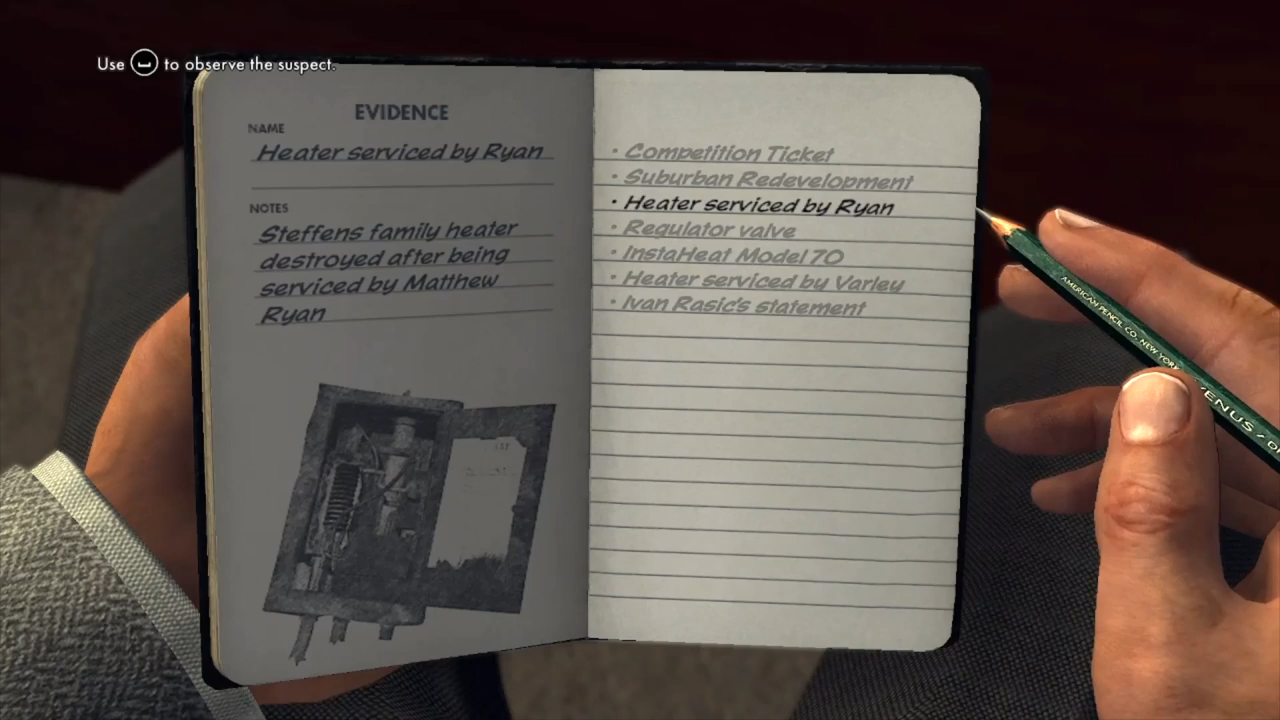 Use to observe the suspect.
EVIDENCE
NAME
Heater serviced by Ryan
NOTES
Steffens family heater
destroyed after being
serviced by Matthew
Ryan
• Competition Ticket
• Suburban Redevelopment
• Heater serviced by Ryan
• Regulator valve
• InstaHeat Model 70
• Heater serviced by Varley
• Ivan Rasic's statement
AMERICAN PENCIL CO. NEW YORK
VENUS